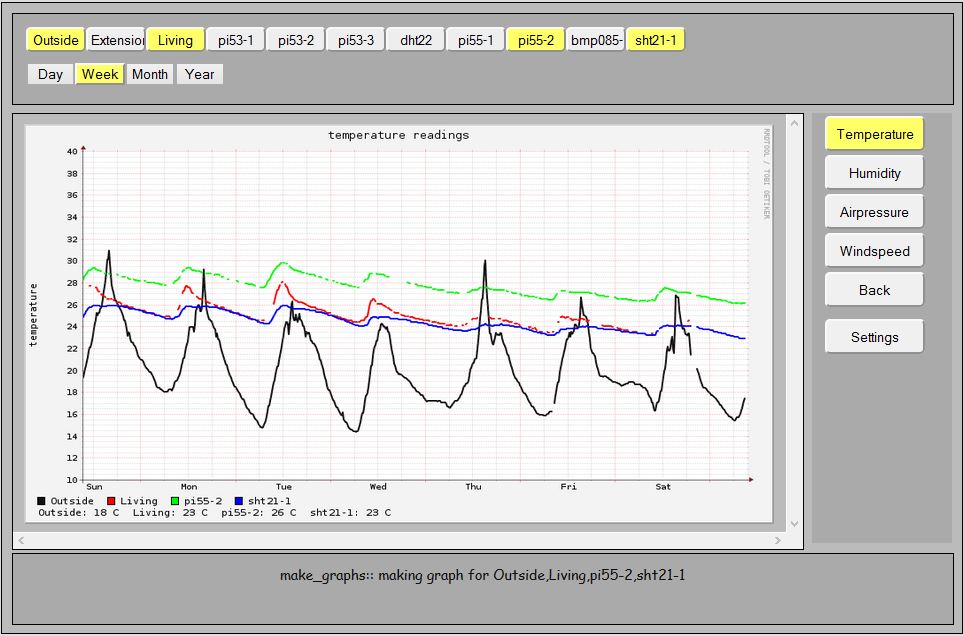 Outside Extension Living pi53-1 pi53-2 pi53-3 dht22 pi55-1 pi55-2 bmp085- sht21-1
Day Week Month Year
temperature readings
RRDTOOL / TOBI OETIKER
temperature
40
38
36
34
32
30
28
26
24
22
20
18
16
14
12
10
Sun Mon Tue Wed Thu Fri Sat
Outside Living pi55-2 sht21-1
Outside: 18 C Living: 23 C pi55-2: 26 C sht21-1: 23 C
Temperature
Humidity
Airpressure
Windspeed
Back
Settings
make_graphs:: making graph for Outside,Living,pi55-2,sht21-1